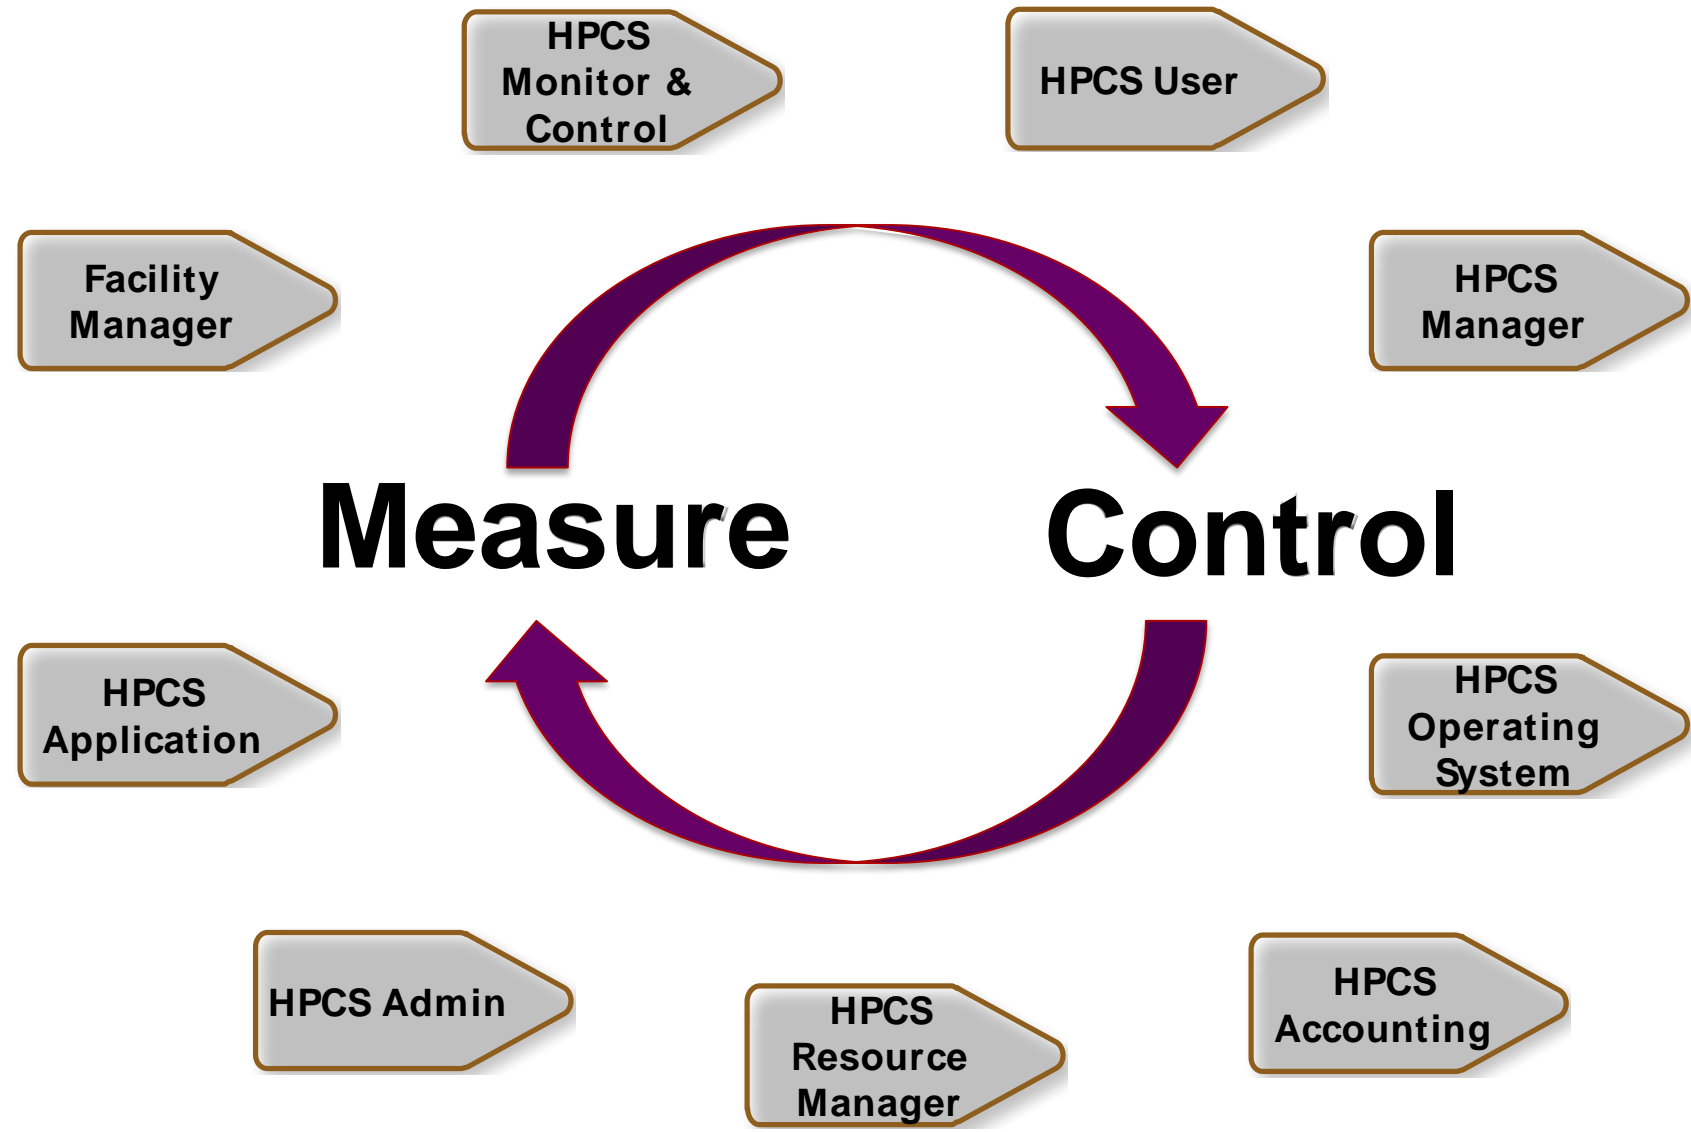 HPCS
Monitor &
Control
HPCS User
Facility
Manager
HPCS
Manager
Measure
Control
HPCS
Application
HPCS
Operating
System
HPCS Admin
HPCS
Resource
Manager
HPCS
Accounting